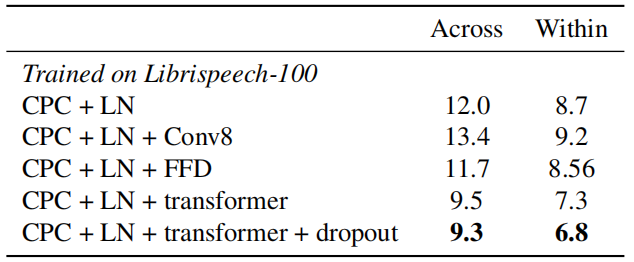 Across Within
Trained on Librispeech-100
CPC + LN 12.0 8.7
CPC + LN + Conv8 13.4 9.2
CPC + LN + FFD 11.7 8.56
CPC + LN + transformer 9.5 7.3
CPC + LN + transformer + dropout 9.3 6.8